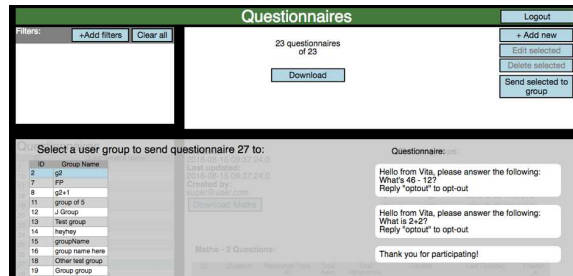 Questionnaires
Logout
Filters:
+Add filters
Clear all
23 questionnaires
of 23
Download
+ Add new
Edit selected
Delete selected
Send selected to
group
Select a user group to send questionnaire 27 to:
ID Group Name
2 g2
7 FP
8 g2+1
11 group of 5
12 J Group
13 Test group
14 heyhey
15 groupName
16 group name here
18 Other test group
19 Group group
Last updated:
Created by:
Download Maths
Maths - 2 Questions:
Questionnaire:
Hello from Vita, please answer the following:
What's 46 - 12?
Reply "optout" to opt-out
Hello from Vita, please answer the following:
What is 2+2?
Reply "optout" to opt-out
Thank you for participating!